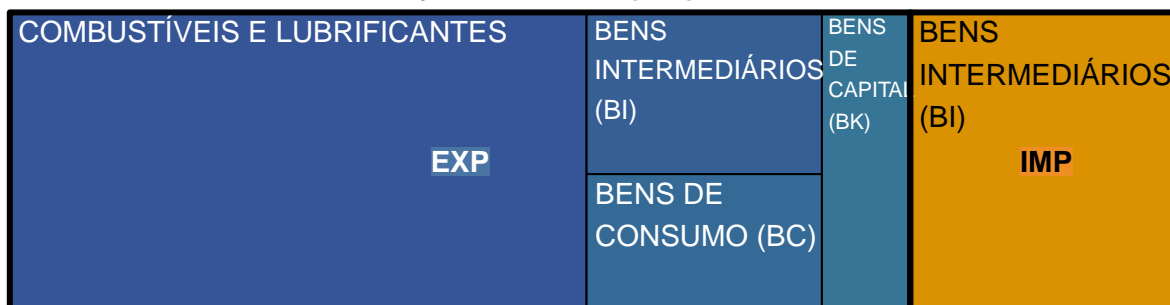 COMBUSTÍVEIS E LUBRIFICANTES
EXP
BENS
INTERMEDIÁRIOS
(BI)
BENS DE
CONSUMO (BC)
BENS
DE
CAPITAL
(BK)
BENS
INTERMEDIÁRIOS
(BI)
IMP